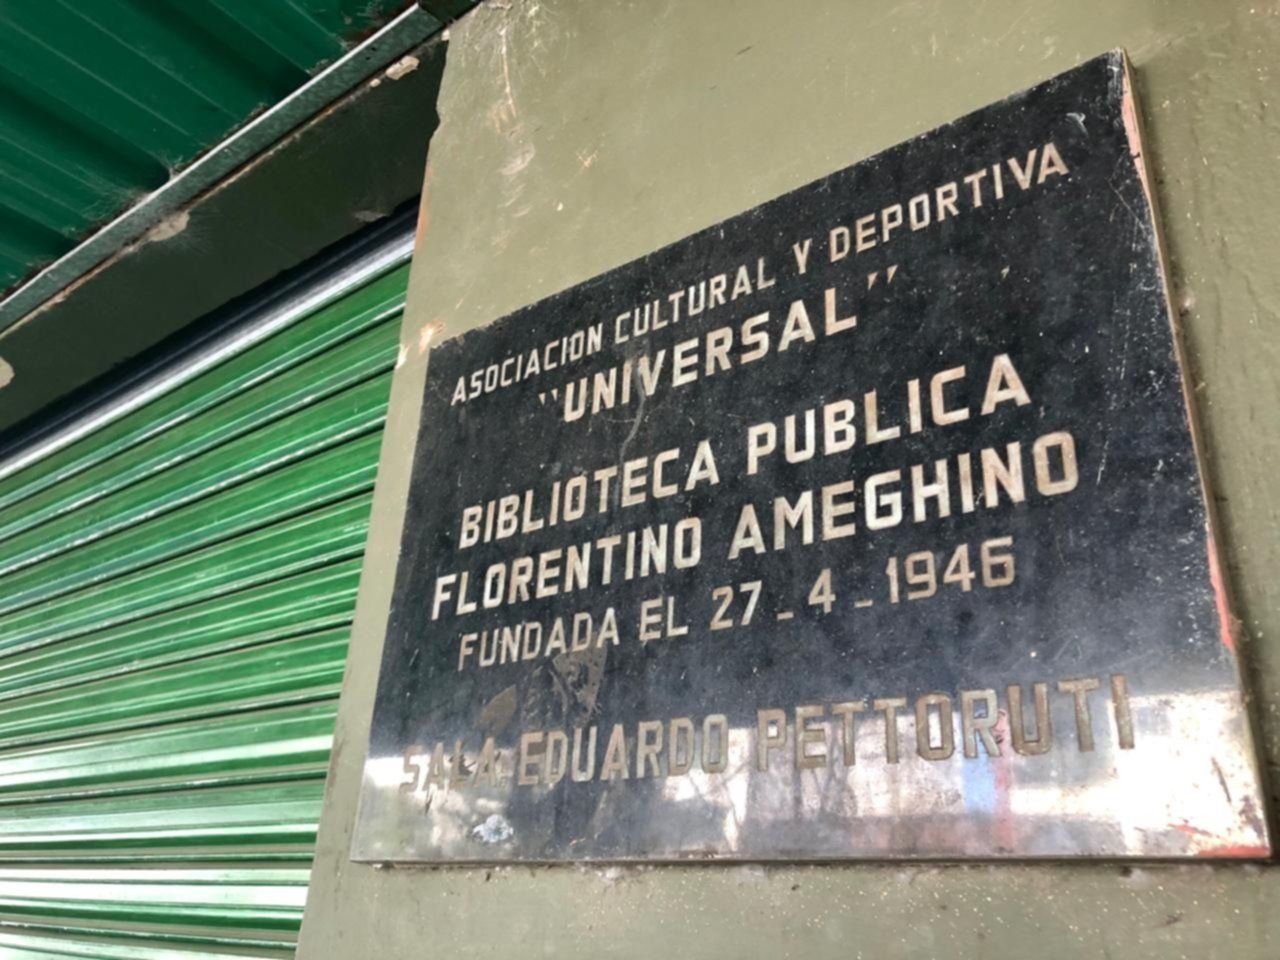 ASOCIACION CULTURAL Y DEPORTIVA
"UNIVERSAL"
BIBLIOTECA PUBLICA
FLORENTINO AMEGHINO
FUNDADA EL 27-4-1946
SALA EDUARDO PETTORUTI